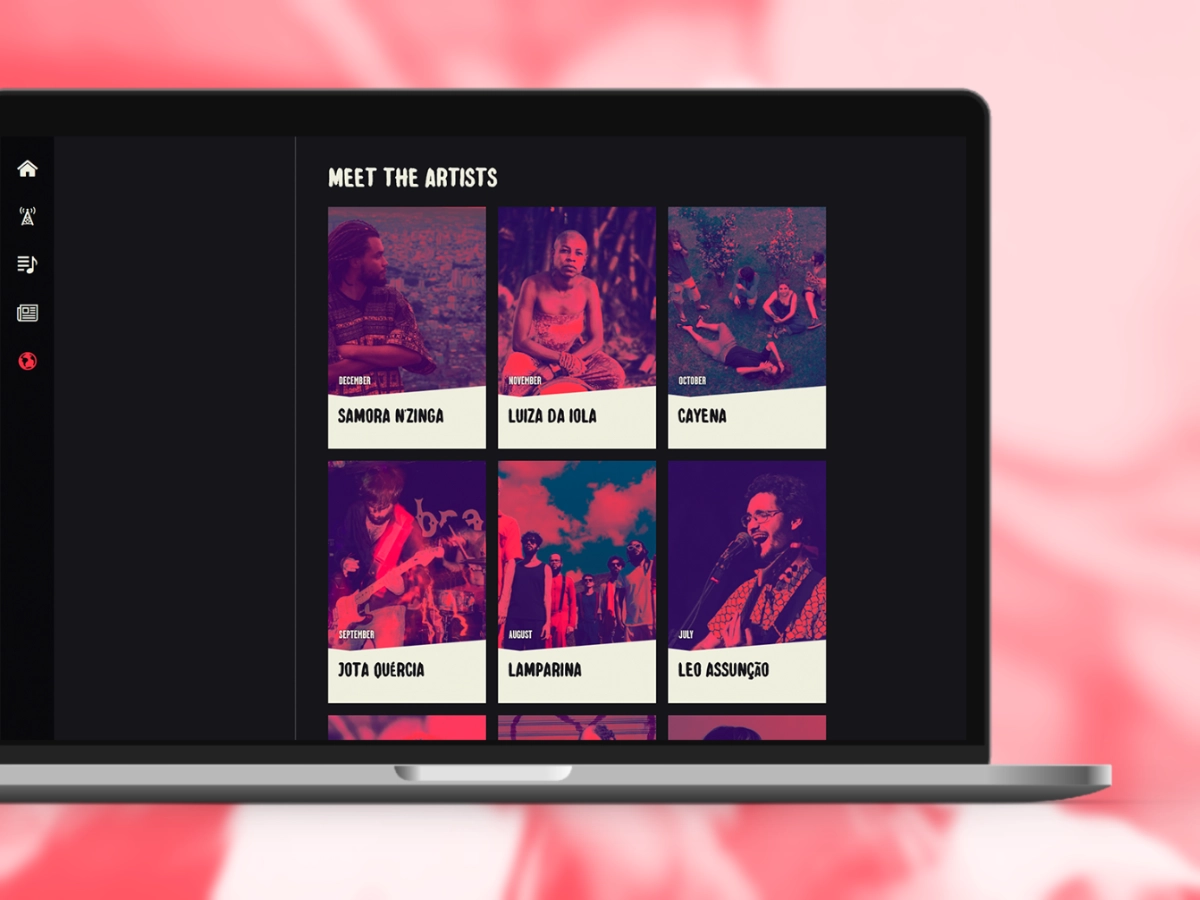 MEET THE ARTISTS
DECEMBER
SAMORA N'ZINGA
NOVEMBER
LUIZA DA IOLA
OCTOBER
CAYENA
bra
SEPTEMBER
JOTA QUÉRCIA
AUGUST
LAMPARINA
JULY
LEO ASSUNÇÃO